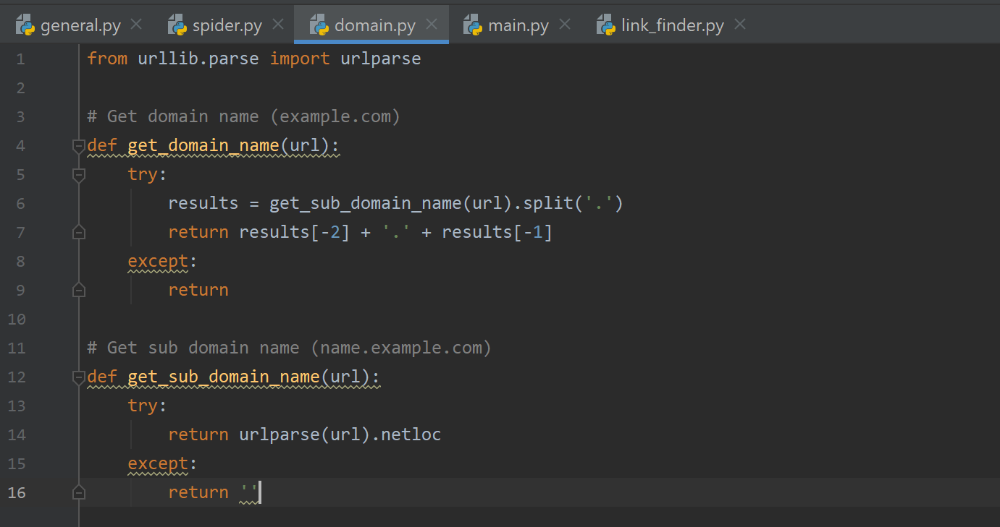 general.py spider.py domain.py main.py link_finder.py
1 from urllib.parse import urlparse
2
3 # Get domain name (example.com)
4 def get_domain_name(url):
5     try:
6         results = get_sub_domain_name(url).split('.')
7         return results[-2] + '.' + results[-1]
8     except:
9         return
10
11 # Get sub domain name (name.example.com)
12 def get_sub_domain_name(url):
13     try:
14         return urlparse(url).netloc
15     except:
16         return ''